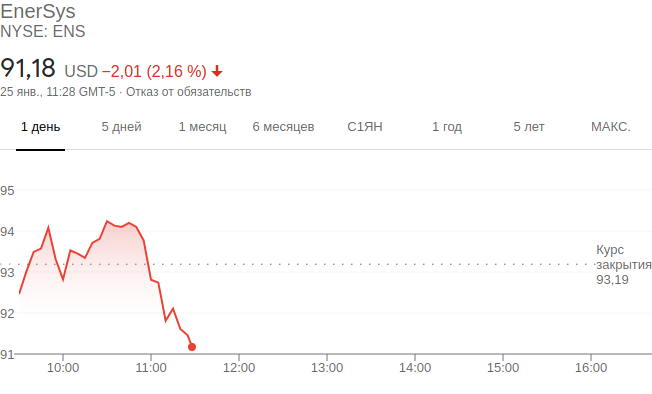 EnerSys
NYSE: ENS
91,18 USD −2,01 (2,16 %)
25 янв., 11:28 GMT-5 · Отказ от обязательств
1 день 5 дней 1 месяц 6 месяцев С1ЯН 1 год 5 лет МАКС.
95
94
Курс
закрытия
93,19
93
92
91
10:00 11:00 12:00 13:00 14:00 15:00 16:00